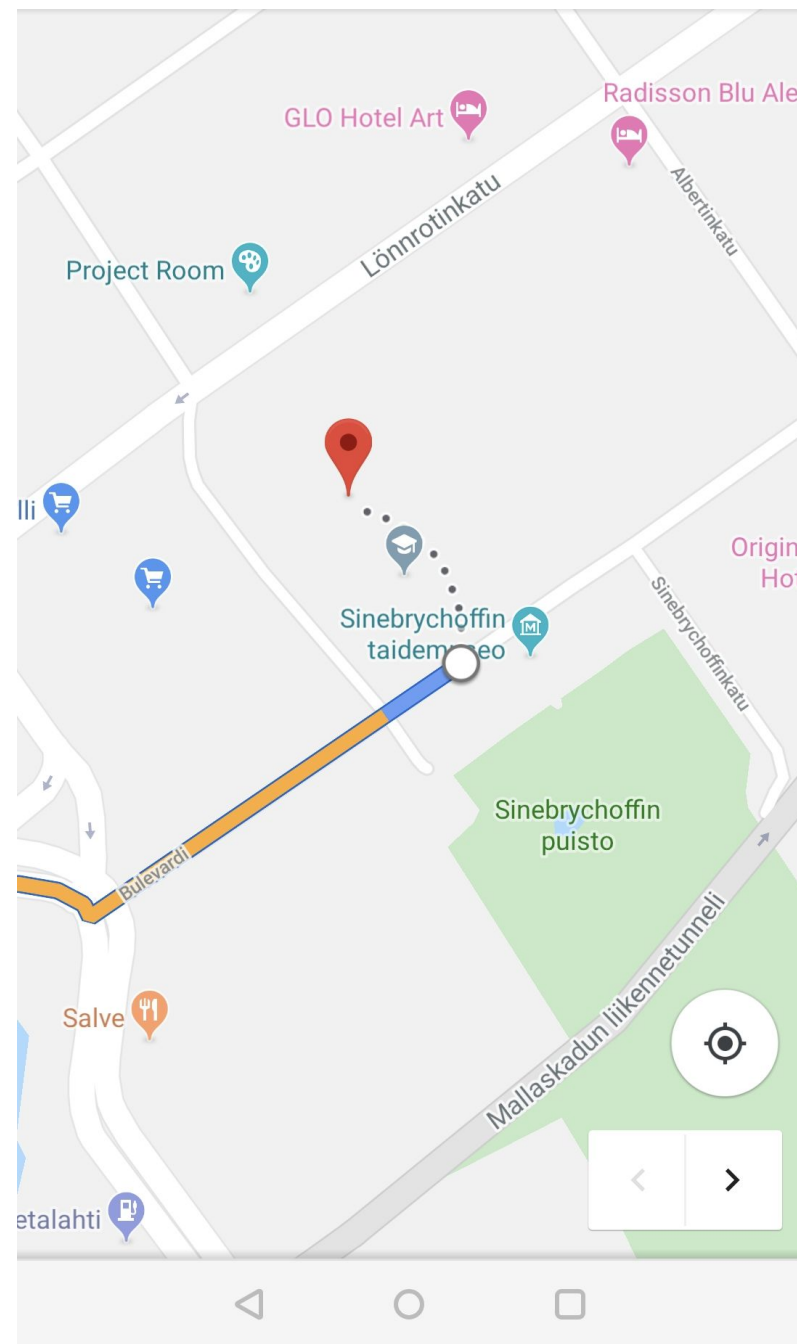 Radisson Blu Ale
GLO Hotel Art
Albertinkatu
Lönnrotinkatu
Project Room
lli
Origin
Hot
Sinebrychoffinkatu
Sinebrychoffin
taidemuseo
M
Sinebrychoffin
puisto
Bulevardi
Mallaskadun liikennetunneli
Salve
etalahti